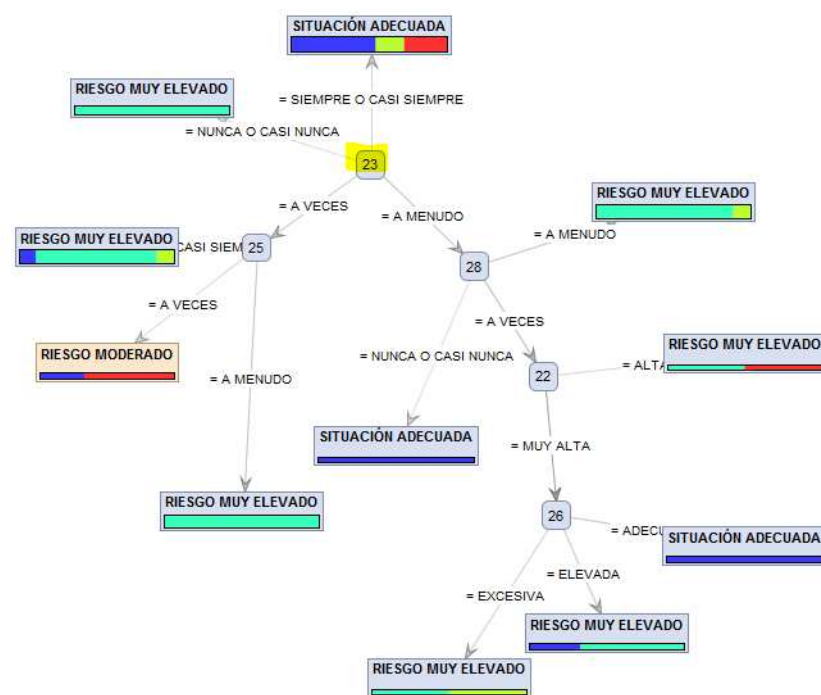 SITUACIÓN ADECUADA
RIESGO MUY ELEVADO
= SIEMPRE O CASI SIEMPRE
= NUNCA O CASI NUNCA
23
RIESGO MUY ELEVADO
= A VECES
= A MENUDO
RIESGO MUY ELEVADO
CASI SIEM
25
= A MENUDO
28
= A VECES
= A VECES
RIESGO MODERADO
= NUNCA O CASI NUNCA
RIESGO MUY ELEVADO
= ALTA
22
= A MENUDO
SITUACIÓN ADECUADA
= MUY ALTA
RIESGO MUY ELEVADO
26
= ADECU
SITUACIÓN ADECUADA
= ELEVADA
= EXCESIVA
RIESGO MUY ELEVADO
RIESGO MUY ELEVADO